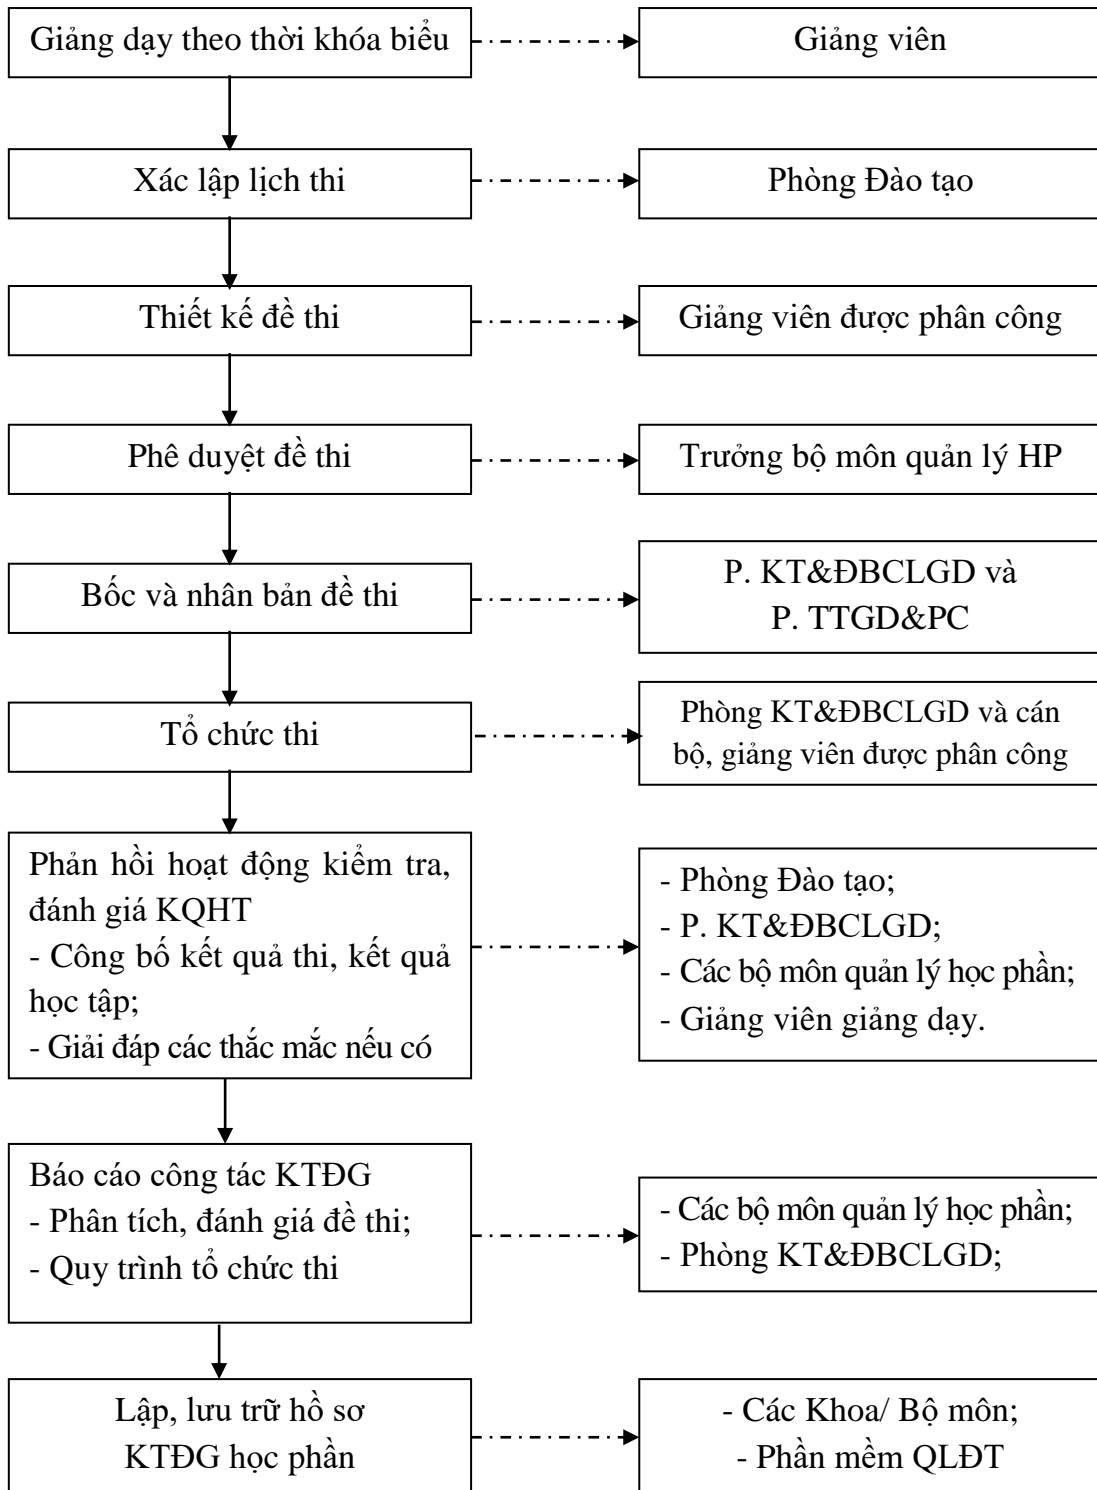 Giảng dạy theo thời khóa biểu
Giảng viên
Xác lập lịch thi
Phòng Đào tạo
Thiết kế đề thi
Giảng viên được phân công
Phê duyệt đề thi
Trưởng bộ môn quản lý HP
Bốc và nhân bản đề thi
P. KT&ĐBCLGD và
P. TTGD&PC
Tổ chức thi
Phòng KT&ĐBCLGD và cán
bộ, giảng viên được phân công
Phản hồi hoạt động kiểm tra,
đánh giá KQHT
- Công bố kết quả thi, kết quả
học tập;
- Giải đáp các thắc mắc nếu có
- Phòng Đào tạo;
- P. KT&ĐBCLGD;
- Các bộ môn quản lý học phần;
- Giảng viên giảng dạy.
Báo cáo công tác KTĐG
- Phân tích, đánh giá đề thi;
- Quy trình tổ chức thi
- Các bộ môn quản lý học phần;
- Phòng KT&ĐBCLGD;
Lập, lưu trữ hồ sơ
KTĐG học phần
- Các Khoa/ Bộ môn;
- Phần mềm QLĐT